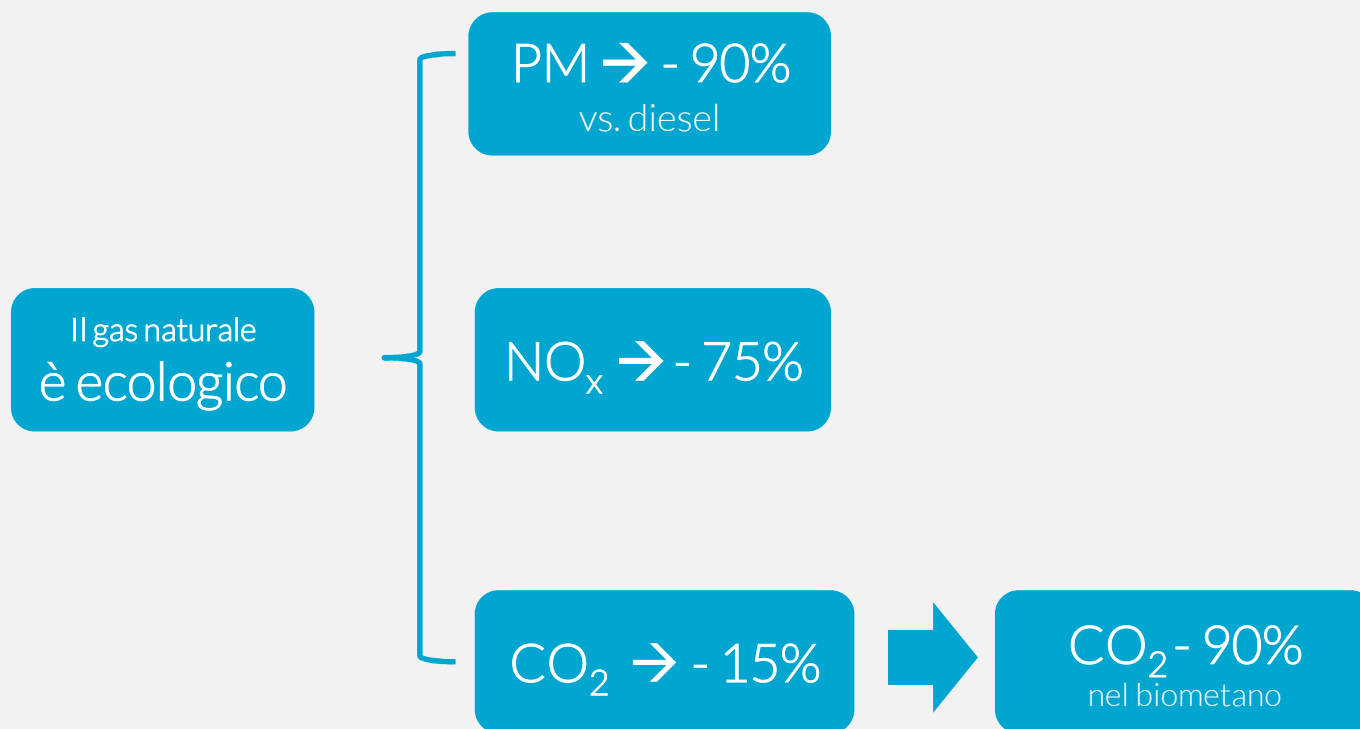 PM ➔ - 90%
vs. diesel
Il gas naturale
è ecologico
NOₓ ➔ - 75%
CO₂ ➔ - 15%
CO₂ - 90%
nel biometano